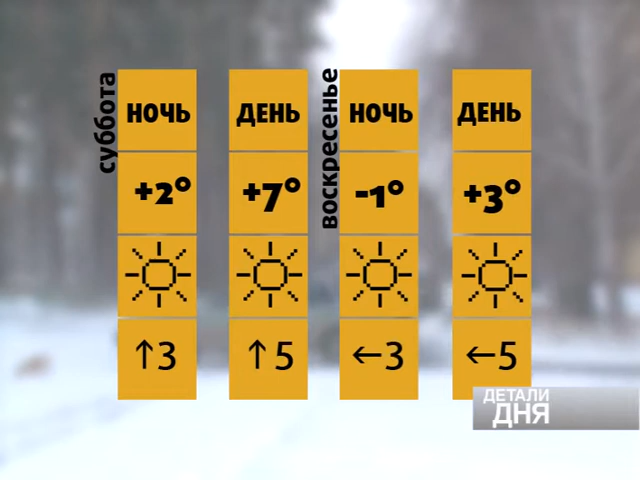 суббота
НОЧЬ
ДЕНЬ
воскресенье
НОЧЬ
ДЕНЬ
+2°
+7°
-1°
+3°
↑3
↑5
←3
←5
ДЕТАЛИ
ДНЯ